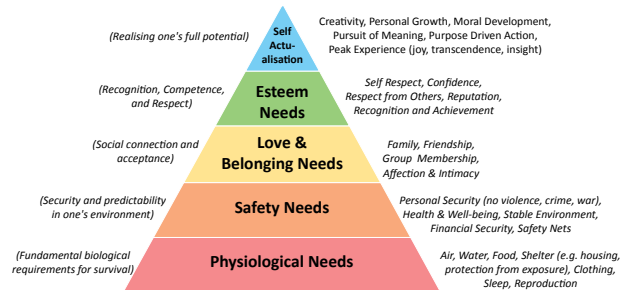 (Realising one's full potential)
Self
Actu-
alisation
Creativity, Personal Growth, Moral Development,
Pursuit of Meaning, Purpose Driven Action,
Peak Experience (joy, transcendence, insight)
(Recognition, Competence,
and Respect)
Esteem
Needs
Self Respect, Confidence,
Respect from Others, Reputation,
Recognition and Achievement
(Social connection and
acceptance)
Love &
Belonging Needs
Family, Friendship,
Group Membership,
Affection & Intimacy
(Security and predictability
in one's environment)
Safety Needs
Personal Security (no violence, crime, war),
Health & Well-being, Stable Environment,
Financial Security, Safety Nets
(Fundamental biological
requirements for survival)
Physiological Needs
Air, Water, Food, Shelter (e.g. housing,
protection from exposure), Clothing,
Sleep, Reproduction